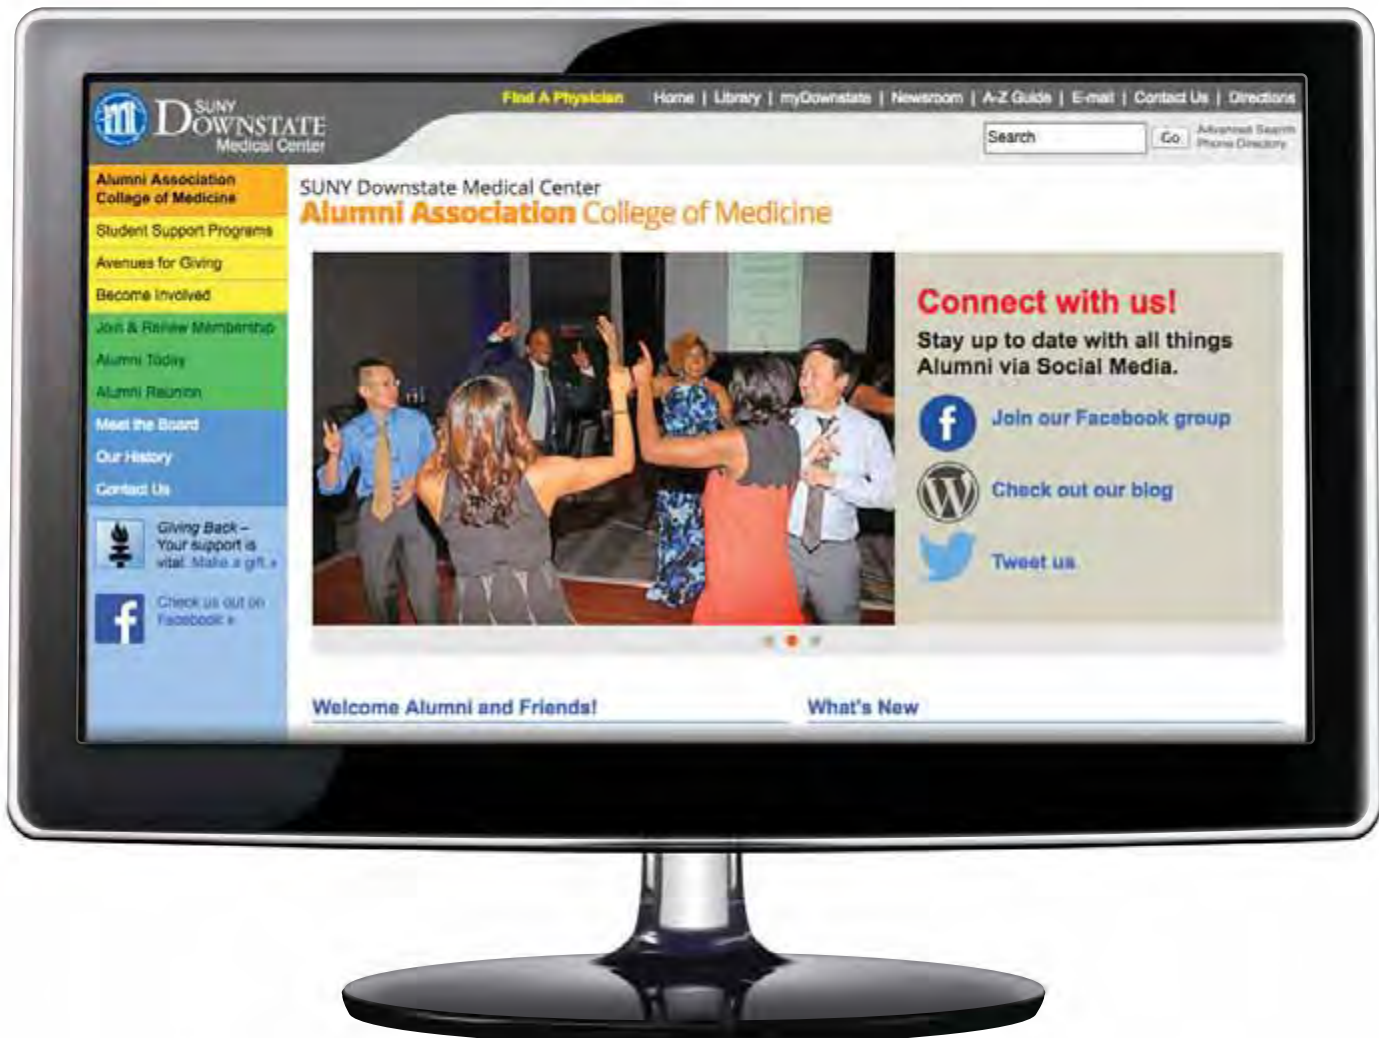 SUNY
DOWNSTATE
Medical Center
Find A Physician Home | Library | myDownstate | Newsroom | A-Z Guide | E-mail | Contact Us | Directions
Search Go Advanced Search
Phone Directory
Alumni Association
College of Medicine
Student Support Programs
Avenues for Giving
Become Involved
Join & Renew Membership
Alumni Today
Alumni Reunion
Meet the Board
Our History
Contact Us
Giving Back –
Your support is
vital. Make a gift »
Check us out on
Facebook »
SUNY Downstate Medical Center
Alumni Association College of Medicine
Connect with us!
Stay up to date with all things
Alumni via Social Media.
Join our Facebook group
Check out our blog
Tweet us
Welcome Alumni and Friends!
What's New